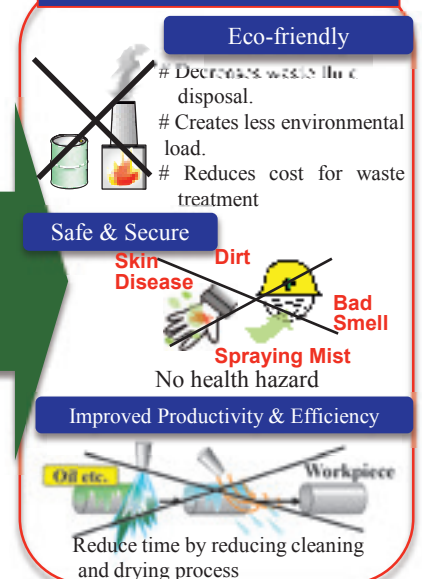 Eco-friendly
# Decreases waste fluid
disposal.
# Creates less environmental
load.
# Reduces cost for waste
treatment
Safe & Secure
Skin
Disease
Dirt
Bad
Smell
Spraying Mist
No health hazard
Improved Productivity & Efficiency
Oil etc.
Workpiece
Reduce time by reducing cleaning
and drying process